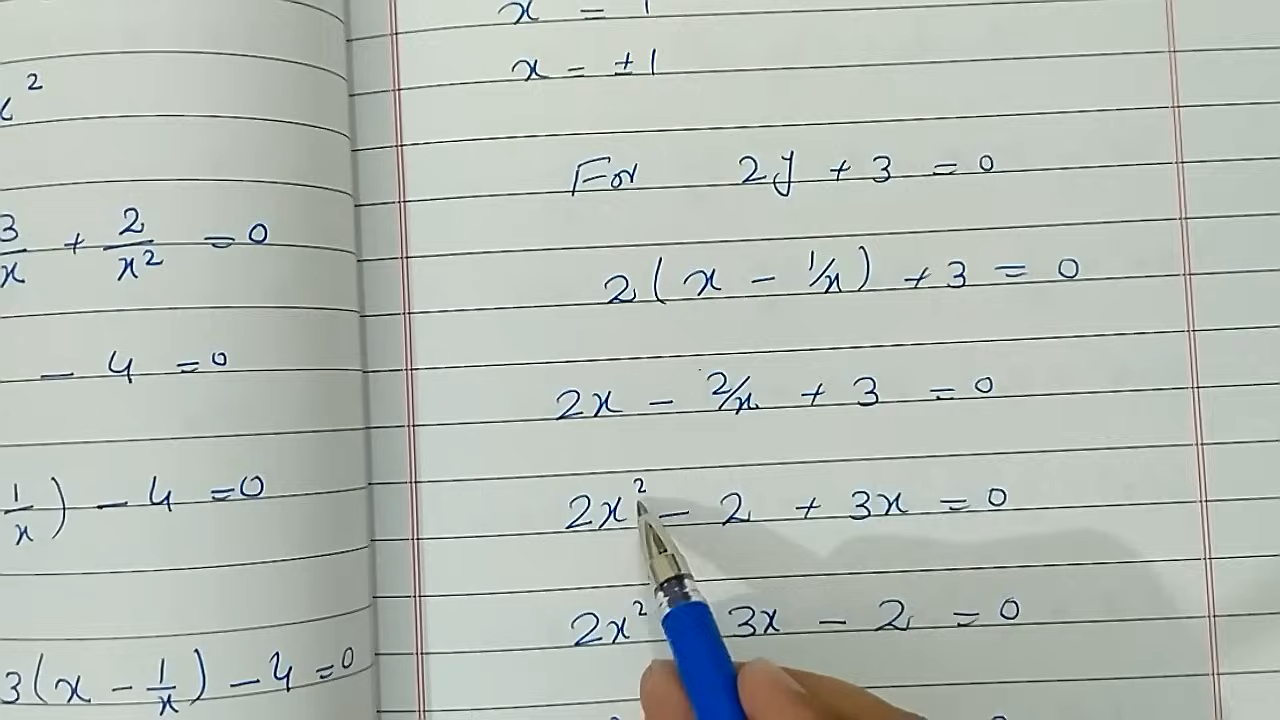 x²
3/x + 2/x² = 0
- 4 = 0
1/x) - 4 = 0
3(x - 1/x) - 4 = 0
x = 1
x = ±1
For 2y + 3 = 0
2(x - 1/x) + 3 = 0
2x - 2/x + 3 = 0
2x² - 2 + 3x = 0
2x² 3x - 2 = 0